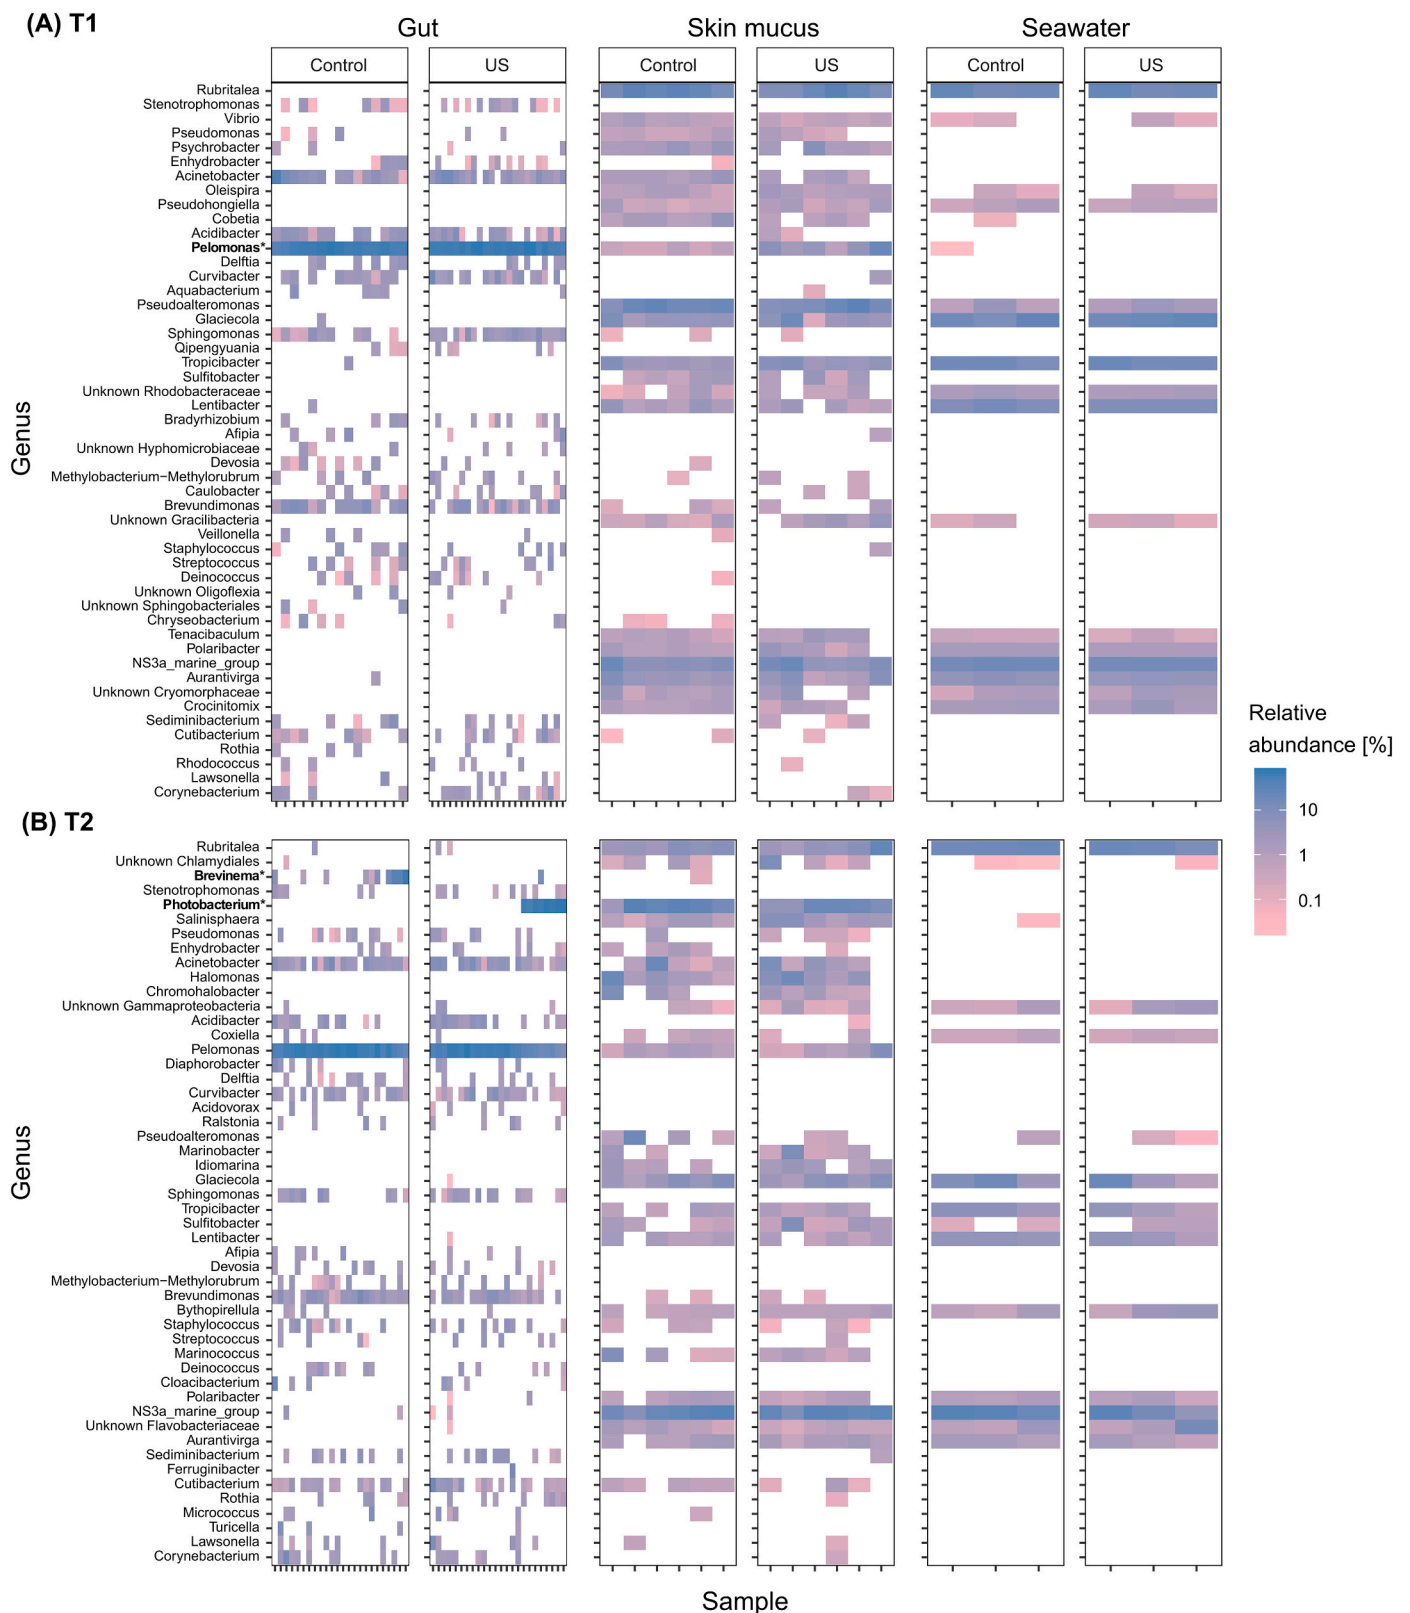 (A) T1
Gut
Skin mucus
Seawater
Control
US
Control
US
Control
US
Rubritalea
Stenotrophomonas
Vibrio
Pseudomonas
Psychrobacter
Enhydrobacter
Acinetobacter
Oleispira
Pseudohongiella
Cobetia
Acidibacter
Pelomonas*
Delftia
Curvibacter
Aquabacterium
Pseudoalteromonas
Glaciecola
Sphingomonas
Qipengyuania
Tropicibacter
Sulfitobacter
Unknown Rhodobacteraceae
Lentibacter
Bradyrhizobium
Afipia
Unknown Hyphomicrobiaceae
Devosia
Methylobacterium−Methylorubrum
Caulobacter
Brevundimonas
Unknown Gracilibacteria
Veillonella
Staphylococcus
Streptococcus
Deinococcus
Unknown Oligoflexia
Unknown Sphingobacteriales
Chryseobacterium
Tenacibaculum
Polaribacter
NS3a_marine_group
Aurantivirga
Unknown Cryomorphaceae
Crocinitomix
Sediminibacterium
Cutibacterium
Rothia
Rhodococcus
Lawsonella
Corynebacterium
Genus
Relative
abundance [%]
10
1
0.1
(B) T2
Rubritalea
Unknown Chlamydiales
Brevinema*
Stenotrophomonas
Photobacterium*
Salinisphaera
Pseudomonas
Enhydrobacter
Acinetobacter
Halomonas
Chromohalobacter
Unknown Gammaproteobacteria
Acidibacter
Coxiella
Pelomonas
Diaphorobacter
Delftia
Curvibacter
Acidovorax
Ralstonia
Pseudoalteromonas
Marinobacter
Idiomarina
Glaciecola
Sphingomonas
Tropicibacter
Sulfitobacter
Lentibacter
Afipia
Devosia
Methylobacterium−Methylorubrum
Brevundimonas
Bythopirellula
Staphylococcus
Streptococcus
Marinococcus
Deinococcus
Cloacibacterium
Polaribacter
NS3a_marine_group
Unknown Flavobacteriaceae
Aurantivirga
Sediminibacterium
Ferruginibacter
Cutibacterium
Rothia
Micrococcus
Turicella
Lawsonella
Corynebacterium
Genus
Sample